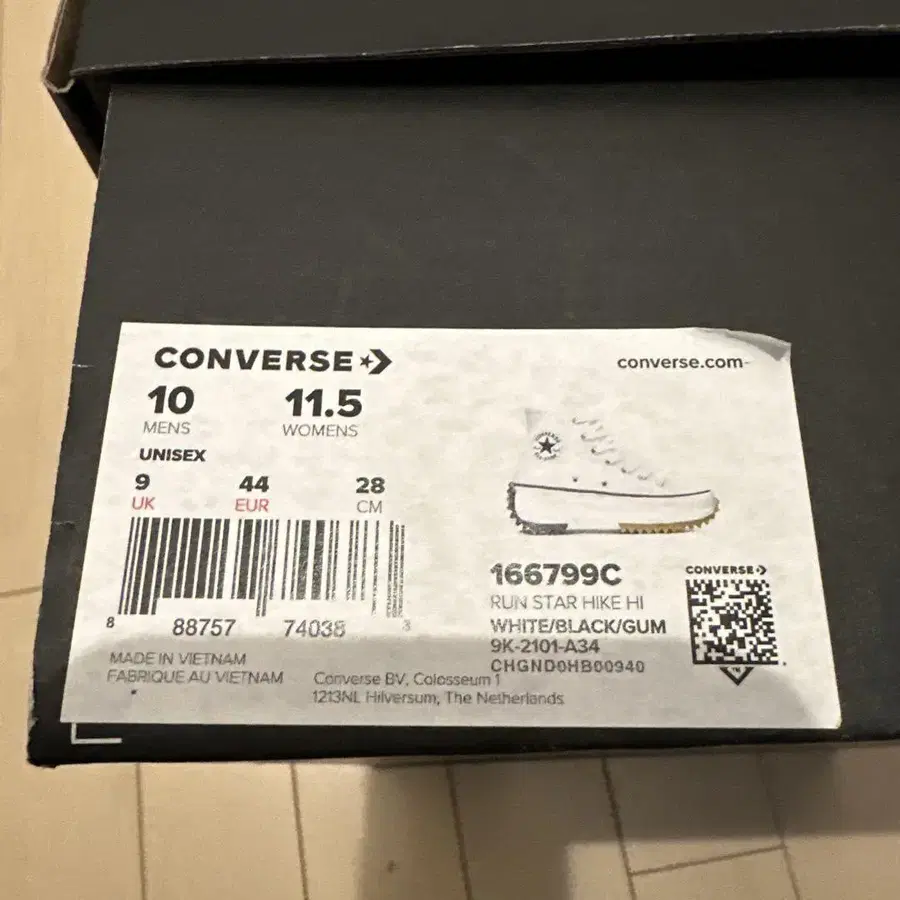 CONVERSE
converse.com
10 11.5
MENS WOMENS
UNISEX
9 44 28
UK EUR CM
8 88757 74038 3
MADE IN VIETNAM
FABRIQUE AU VIETNAM
Converse BV, Colosseum 1
1213NL Hilversum, The Netherlands
166799C
RUN STAR HIKE HI
WHITE/BLACK/GUM
9K-2101-A34
CHGND0HB00940
CONVERSE